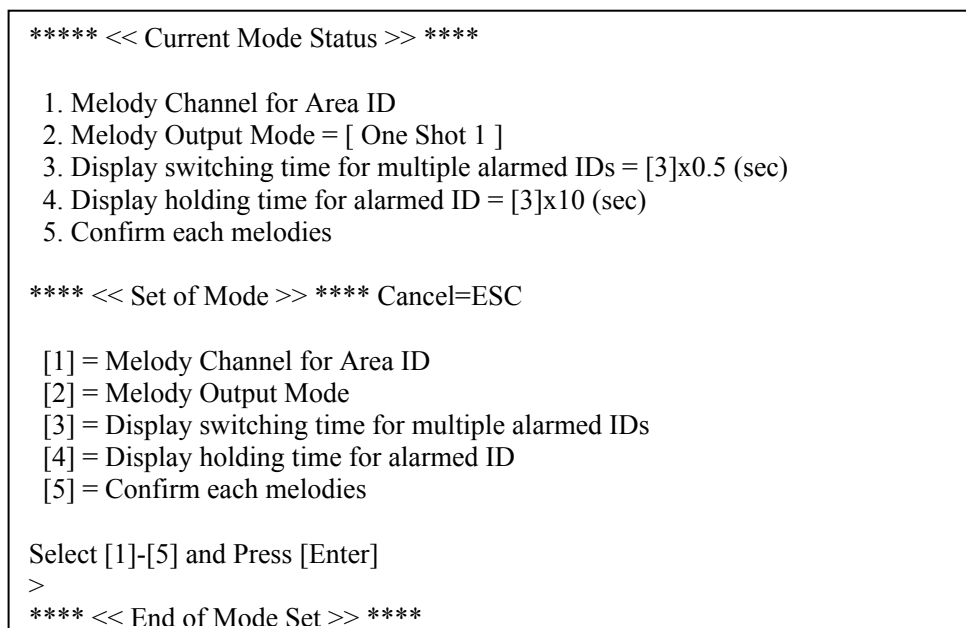 ***** << Current Mode Status >> ****
1. Melody Channel for Area ID
2. Melody Output Mode = [ One Shot 1 ]
3. Display switching time for multiple alarmed IDs = [3]x0.5 (sec)
4. Display holding time for alarmed ID = [3]x10 (sec)
5. Confirm each melodies
**** << Set of Mode >> **** Cancel=ESC
[1] = Melody Channel for Area ID
[2] = Melody Output Mode
[3] = Display switching time for multiple alarmed IDs
[4] = Display holding time for alarmed ID
[5] = Confirm each melodies
Select [1]-[5] and Press [Enter]
>
**** << End of Mode Set >> ****